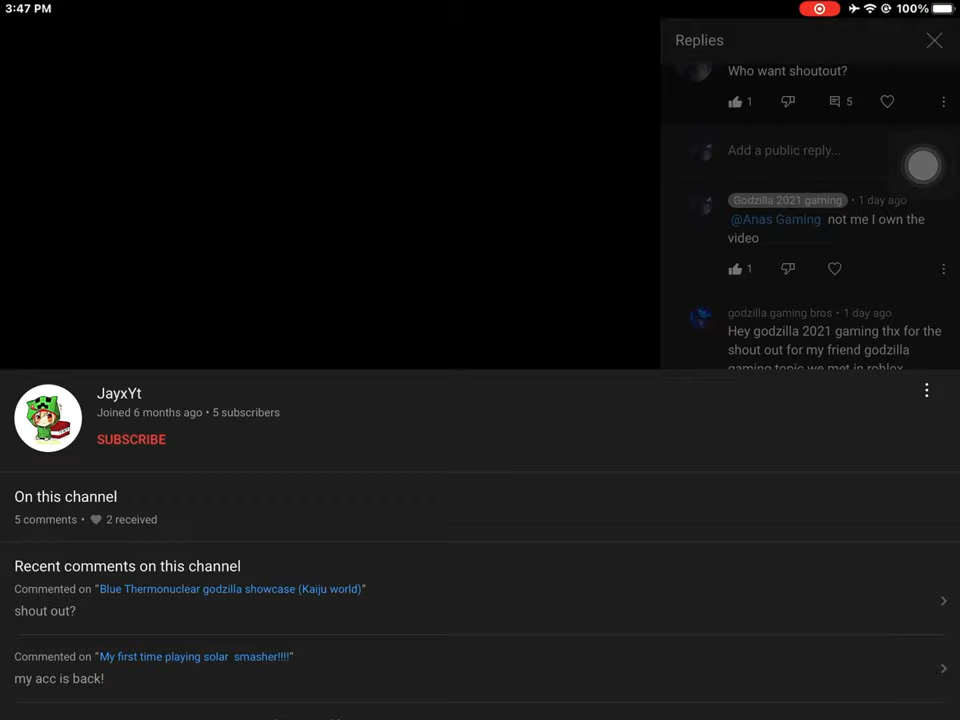 3:47 PM
100%
Replies
Who want shoutout?
1
5
Add a public reply...
Godzilla 2021 gaming • 1 day ago
@Anas Gaming not me I own the
video
1
godzilla gaming bros • 1 day ago
Hey godzilla 2021 gaming thx for the
shout out for my friend godzilla
gaming topic we met in roblox
JayxYt
Joined 6 months ago • 5 subscribers
SUBSCRIBE
On this channel
5 comments • 2 received
Recent comments on this channel
Commented on “Blue Thermonuclear godzilla showcase (Kaiju world)”
shout out?
Commented on “My first time playing solar smasher!!!!”
my acc is back!